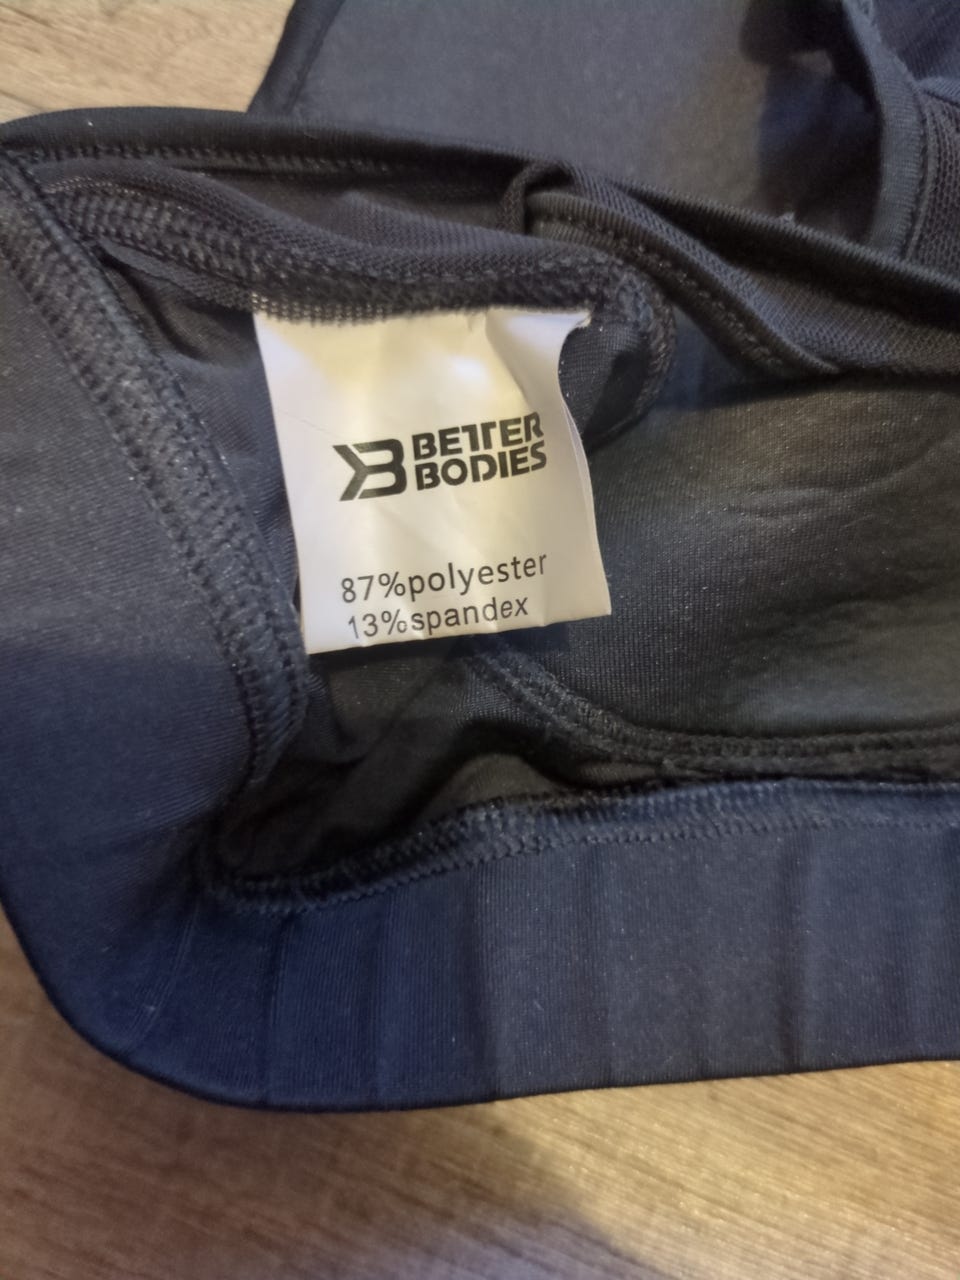 BETTER
BODIES
87%polyester
13%spandex